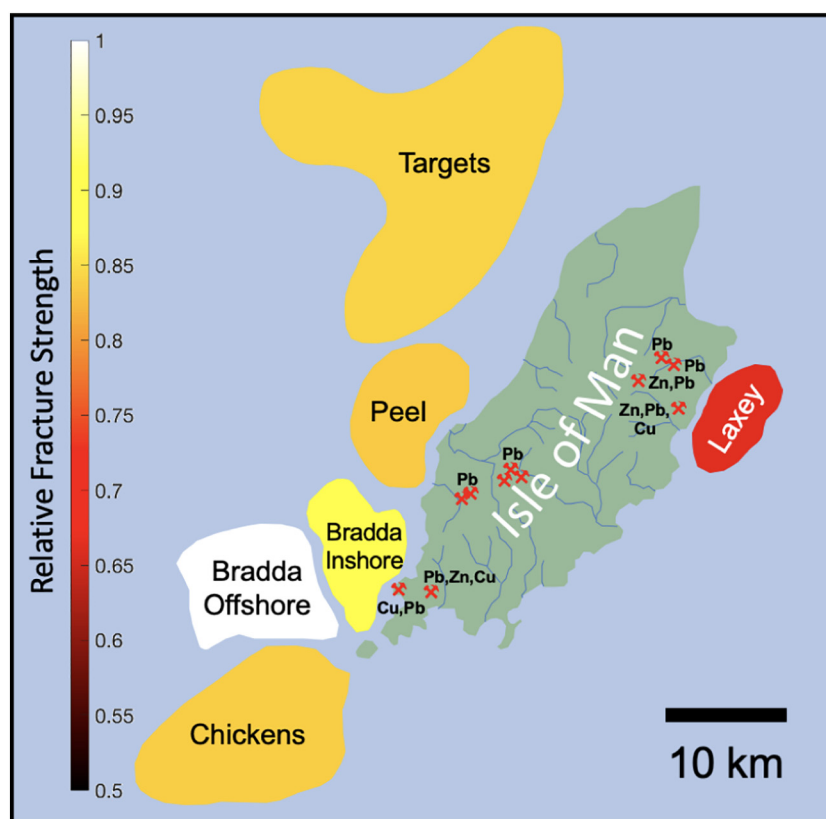 Relative Fracture Strength
1
0.95
0.9
0.85
0.8
0.75
0.7
0.65
0.6
0.55
0.5
Targets
Peel
Bradda
Inshore
Bradda
Offshore
Chickens
Laxey
Isle of Man
Pb
Pb
Zn,Pb
Zn,Pb,
Cu
Pb
Pb
Pb,Zn,Cu
Cu,Pb
10 km